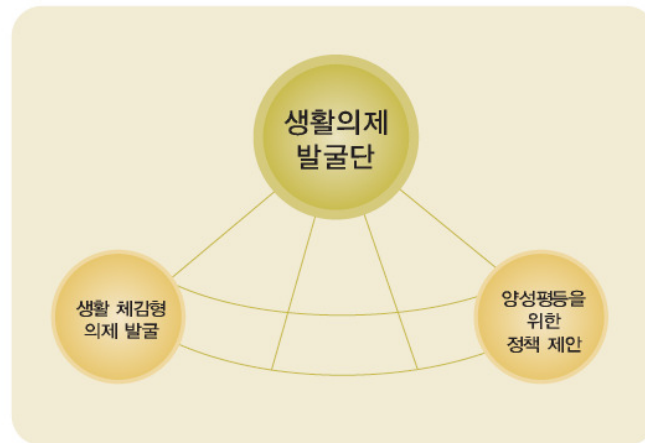 생활의제
발굴단
생활 체감형
의제 발굴
양성평등을
위한
정책 제안